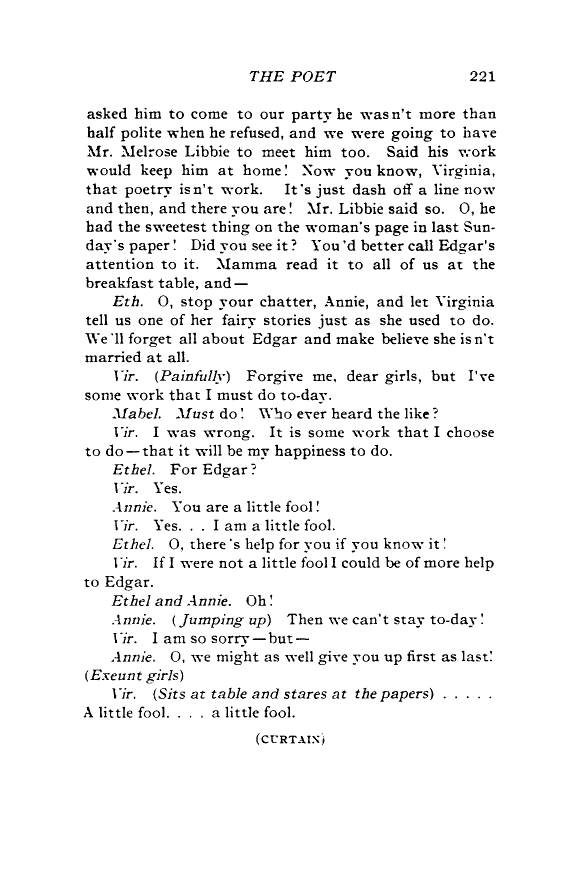 THE POET 221
asked him to come to our party he wasn't more than
half polite when he refused, and we were going to have
Mr. Melrose Libbie to meet him too. Said his work
would keep him at home! Now you know, Virginia,
that poetry isn't work. It's just dash off a line now
and then, and there you are! Mr. Libbie said so. O, he
had the sweetest thing on the woman's page in last Sun-
day's paper! Did you see it? You'd better call Edgar's
attention to it. Mamma read it to all of us at the
breakfast table, and—
Eth. O, stop your chatter, Annie, and let Virginia
tell us one of her fairy stories just as she used to do.
We'll forget all about Edgar and make believe she isn't
married at all.
Vir. (Painfully) Forgive me, dear girls, but I've
some work that I must do to-day.
Mabel. Must do! Who ever heard the like?
Vir. I was wrong. It is some work that I choose
to do—that it will be my happiness to do.
Ethel. For Edgar?
Vir. Yes.
Annie. You are a little fool!
Vir. Yes. . . I am a little fool.
Ethel. O, there's help for you if you know it!
Vir. If I were not a little fool I could be of more help
to Edgar.
Ethel and Annie. Oh!
Annie. (Jumping up) Then we can't stay to-day!
Vir. I am so sorry—but—
Annie. O, we might as well give you up first as last!
(Exeunt girls)
Vir. (Sits at table and stares at the papers) . . . . .
A little fool. . . . a little fool.
(CURTAIN)